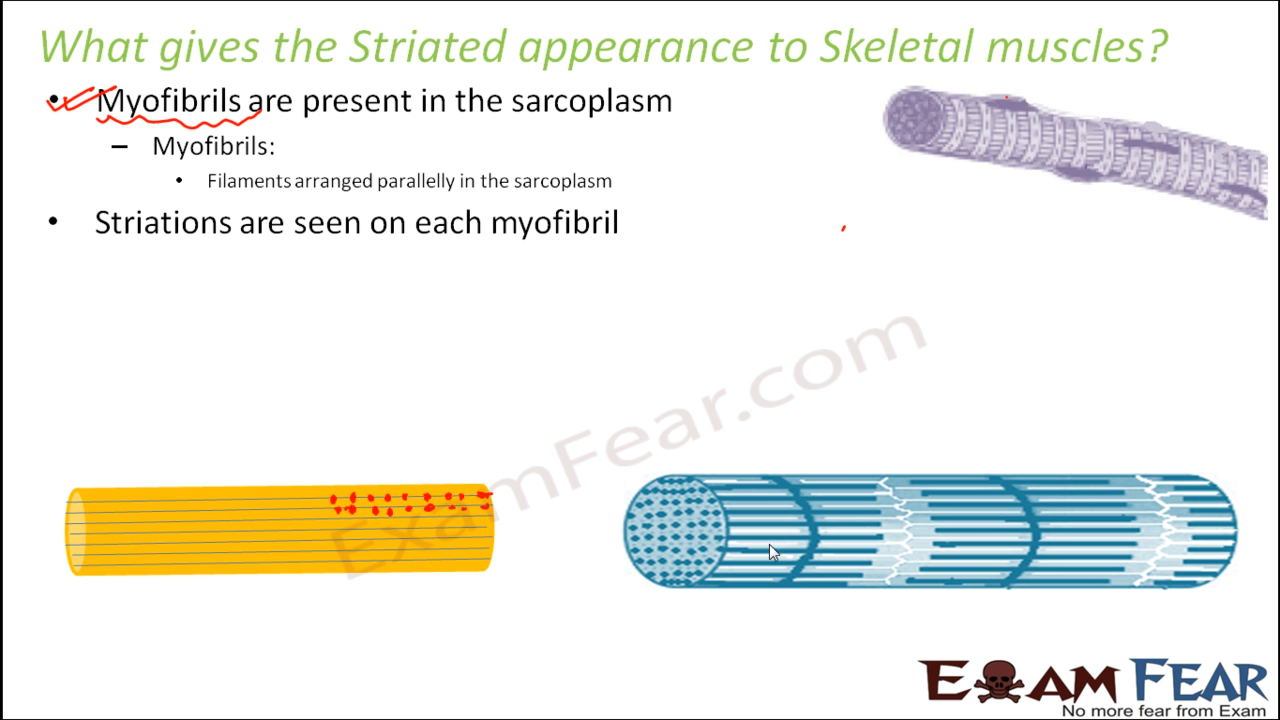 What gives the Striated appearance to Skeletal muscles?
• Myofibrils are present in the sarcoplasm
– Myofibrils:
• Filaments arranged parallelly in the sarcoplasm
• Striations are seen on each myofibril
ExamFear.com
EXAM FEAR
No more fear from Exam